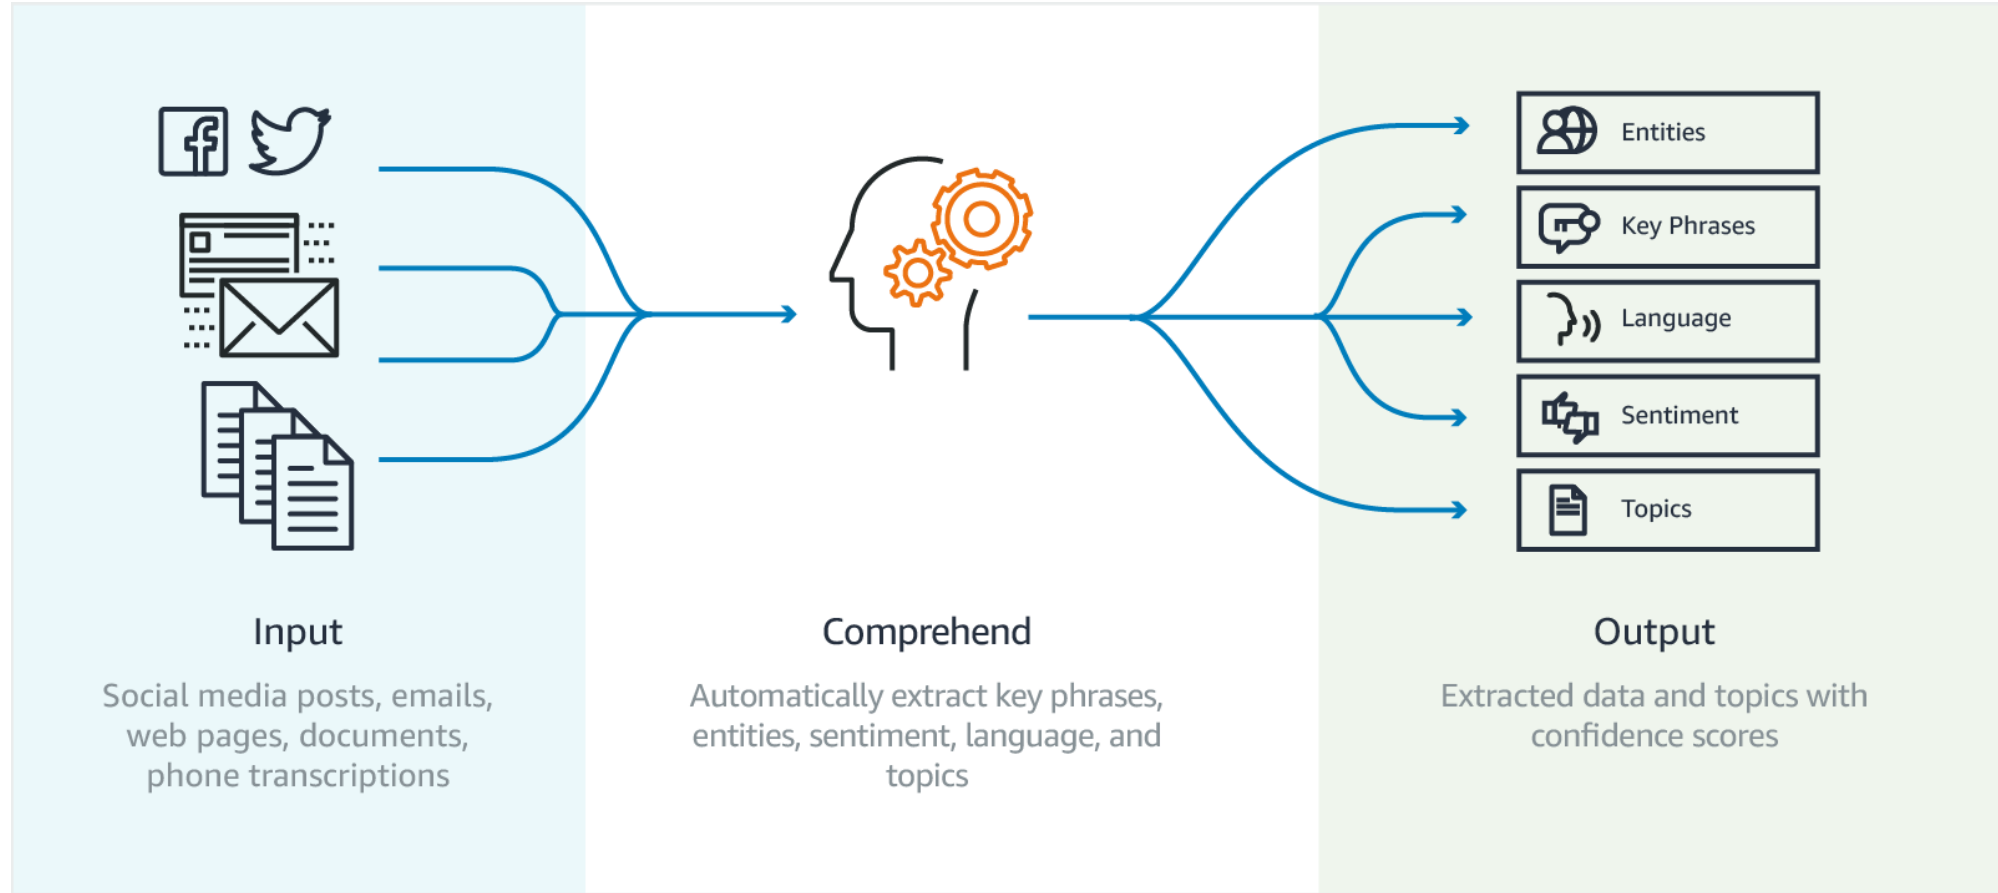 Entities
Key Phrases
Language
Sentiment
Topics
Input
Social media posts, emails,
web pages, documents,
phone transcriptions
Comprehend
Automatically extract key phrases,
entities, sentiment, language, and
topics
Output
Extracted data and topics with
confidence scores